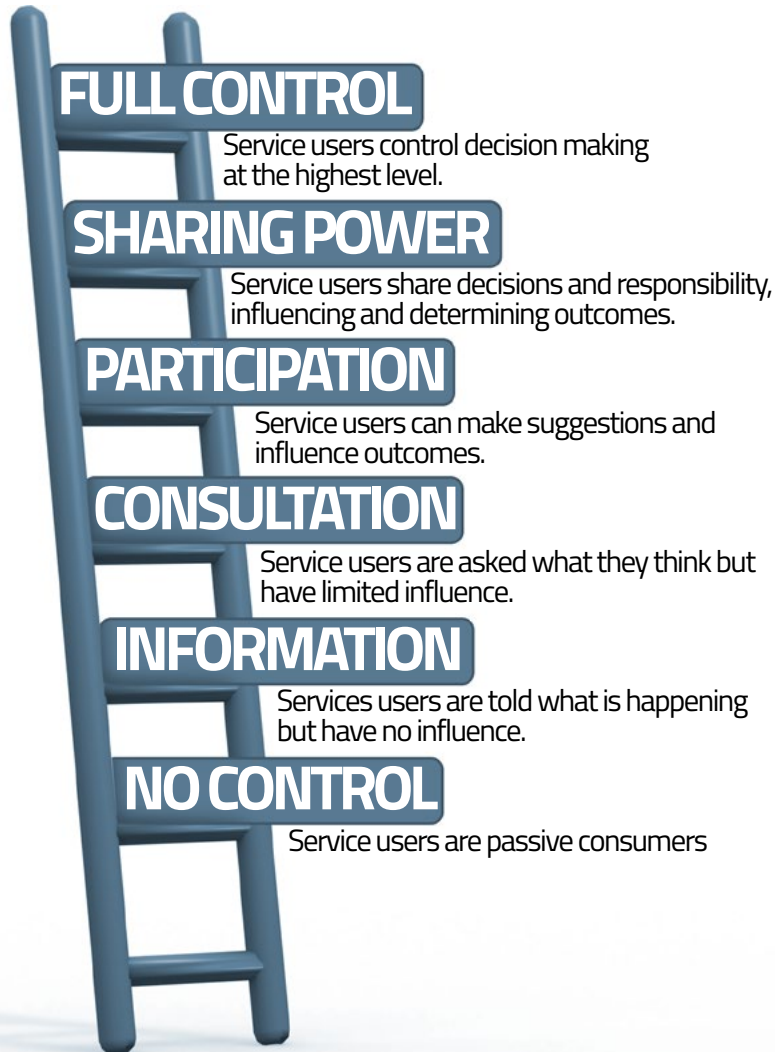 FULL CONTROL
Service users control decision making
at the highest level.
SHARING POWER
Service users share decisions and responsibility,
influencing and determining outcomes.
PARTICIPATION
Service users can make suggestions and
influence outcomes.
CONSULTATION
Service users are asked what they think but
have limited influence.
INFORMATION
Services users are told what is happening
but have no influence.
NO CONTROL
Service users are passive consumers